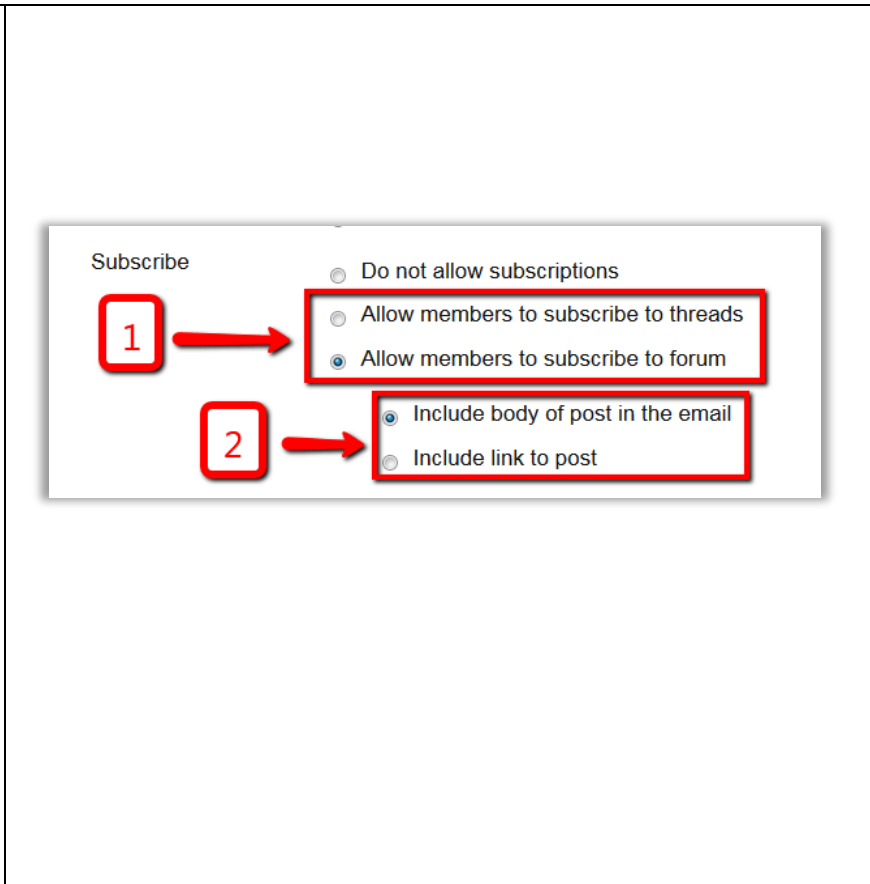 Subscribe
Do not allow subscriptions
1
Allow members to subscribe to threads
Allow members to subscribe to forum
2
Include body of post in the email
Include link to post